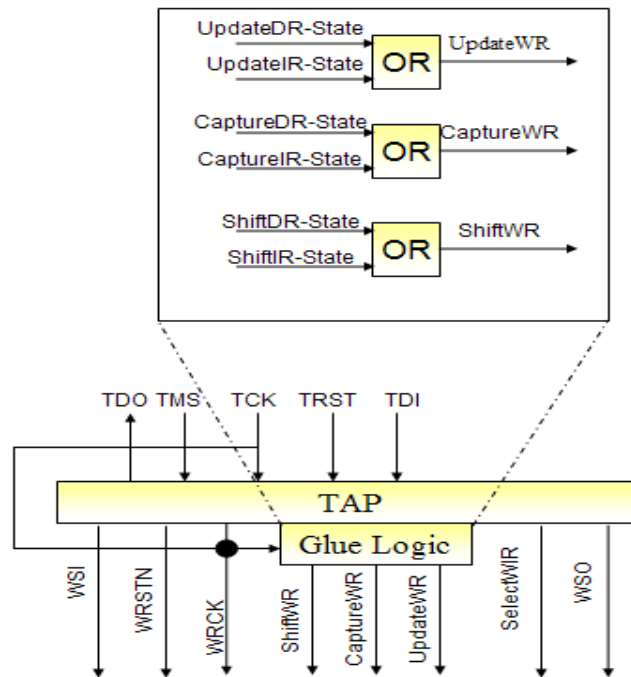 UpdateDR-State
UpdateIR-State
OR
UpdateWR
CaptureDR-State
CaptureIR-State
OR
CaptureWR
ShiftDR-State
ShiftIR-State
OR
ShiftWR
TDO TMS TCK TRST TDI
TAP
Glue Logic
WSI
WRSTN
WRCK
ShiftWR
CaptureWR
UpdateWR
SelectWIR
WSO